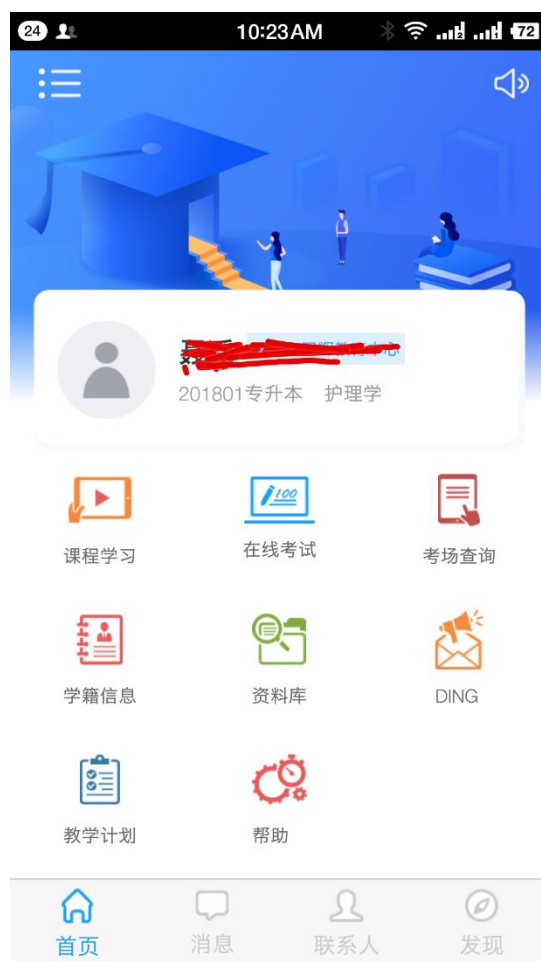 24 10:23AM 72
201801专升本 护理学
100
课程学习 在线考试 考场查询
学籍信息 资料库 DING
教学计划 帮助
首页 消息 联系人 发现